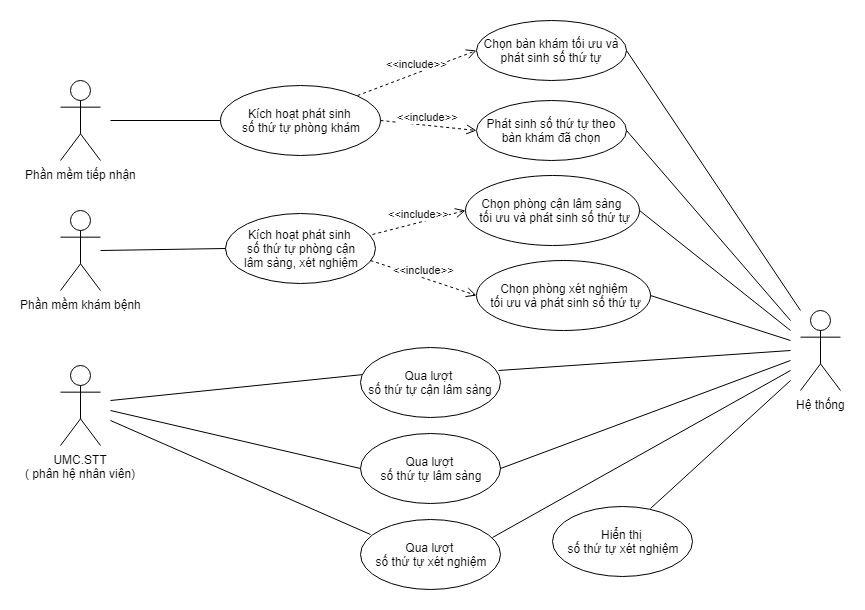 Chọn bàn khám tối ưu và
phát sinh số thứ tự
<<include>>
Kích hoạt phát sinh
số thứ tự phòng khám
<<include>>
Phát sinh số thứ tự theo
bàn khám đã chọn
Phần mềm tiếp nhận
Chọn phòng cận lâm sàng
tối ưu và phát sinh số thứ tự
<<include>>
Kích hoạt phát sinh
số thứ tự phòng cận
lâm sàng, xét nghiệm
<<include>>
Chọn phòng xét nghiệm
tối ưu và phát sinh số thứ tự
Phần mềm khám bệnh
Qua lượt
số thứ tự cận lâm sàng
Hệ thống
UMC.STT
( phân hệ nhân viên)
Qua lượt
số thứ tự lâm sàng
Qua lượt
số thứ tự xét nghiệm
Hiển thị
số thứ tự xét nghiệm